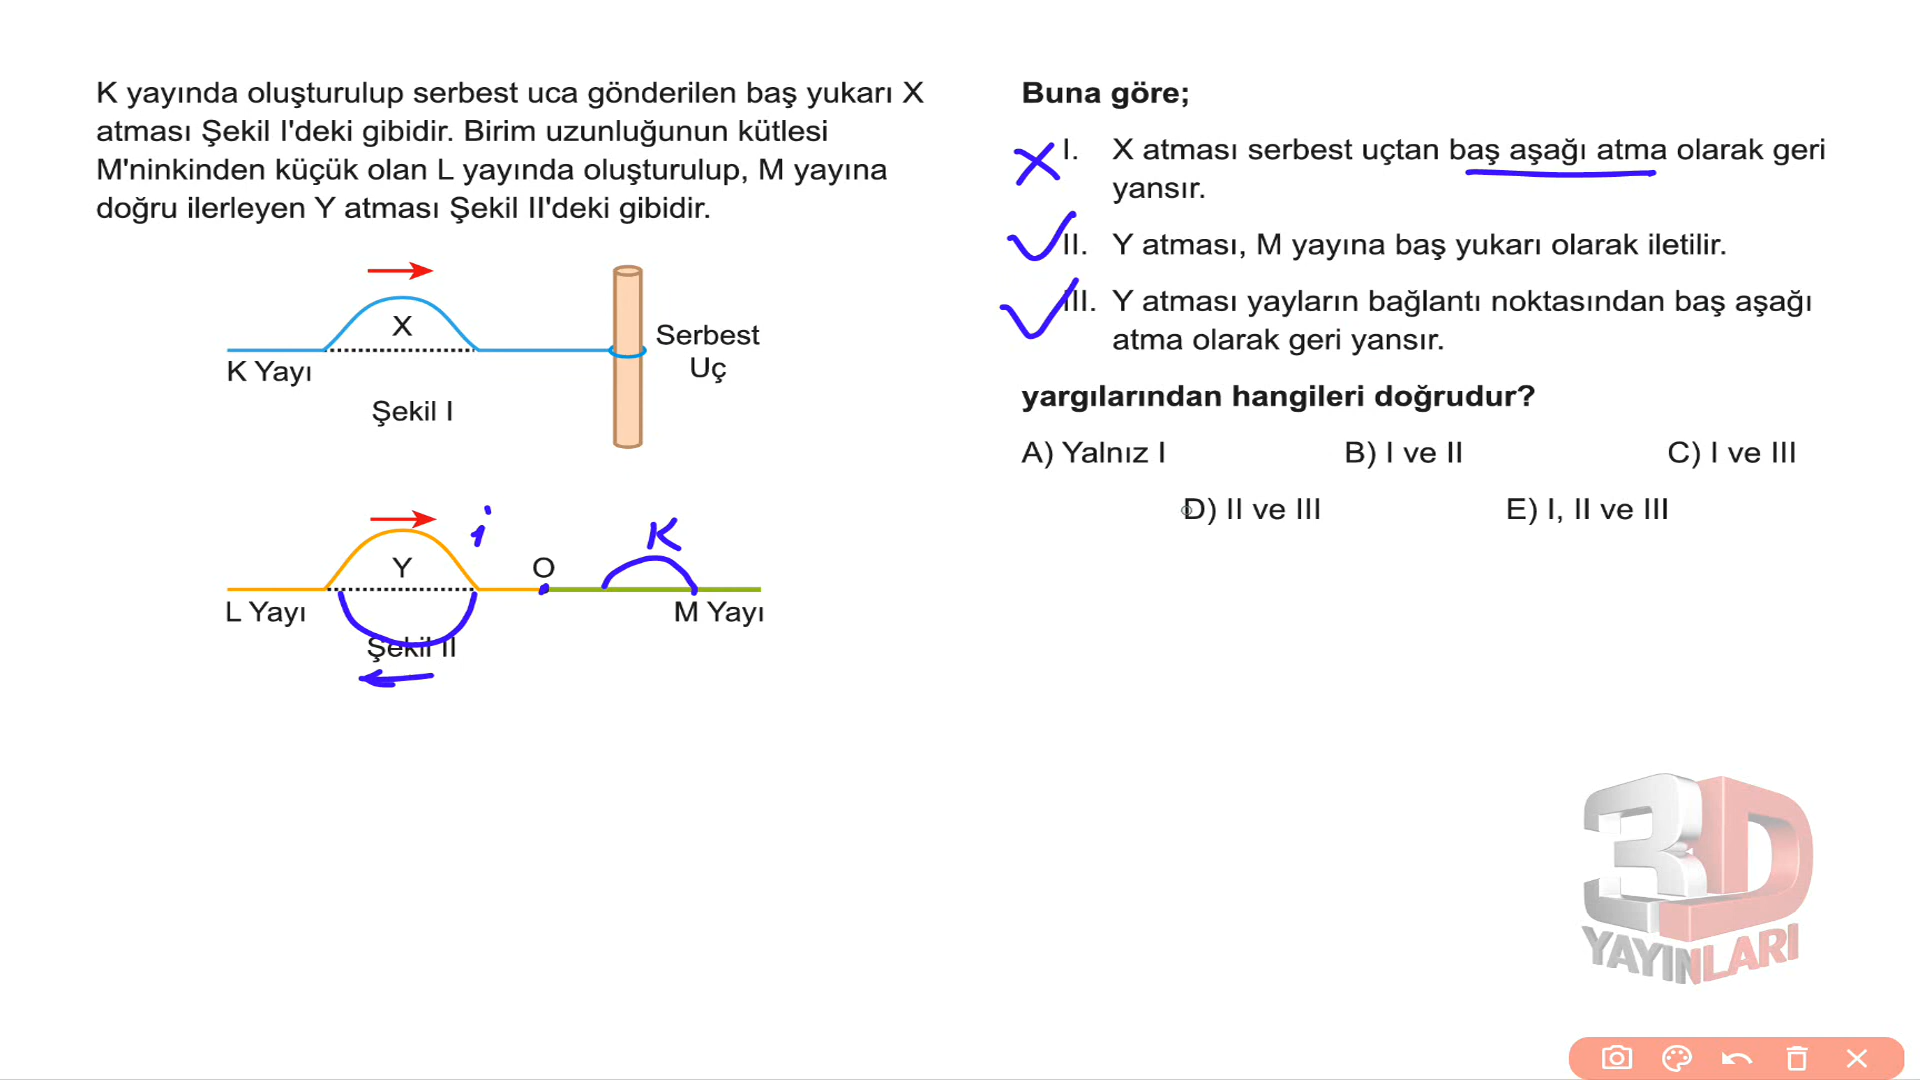 K yayında oluşturulup serbest uca gönderilen baş yukarı X
atması Şekil I'deki gibidir. Birim uzunluğunun kütlesi
M'ninkinden küçük olan L yayında oluşturulup, M yayına
doğru ilerleyen Y atması Şekil II'deki gibidir.
X
K Yayı
Serbest
Uç
Şekil I
i
K
Y
O
L Yayı
M Yayı
Şekil II
Buna göre;
I. X atması serbest uçtan baş aşağı atma olarak geri
yansır.
II. Y atması, M yayına baş yukarı olarak iletilir.
III. Y atması yayların bağlantı noktasından baş aşağı
atma olarak geri yansır.
yargılarından hangileri doğrudur?
A) Yalnız I B) I ve II C) I ve III
D) II ve III E) I, II ve III
3D
YAYINLARI